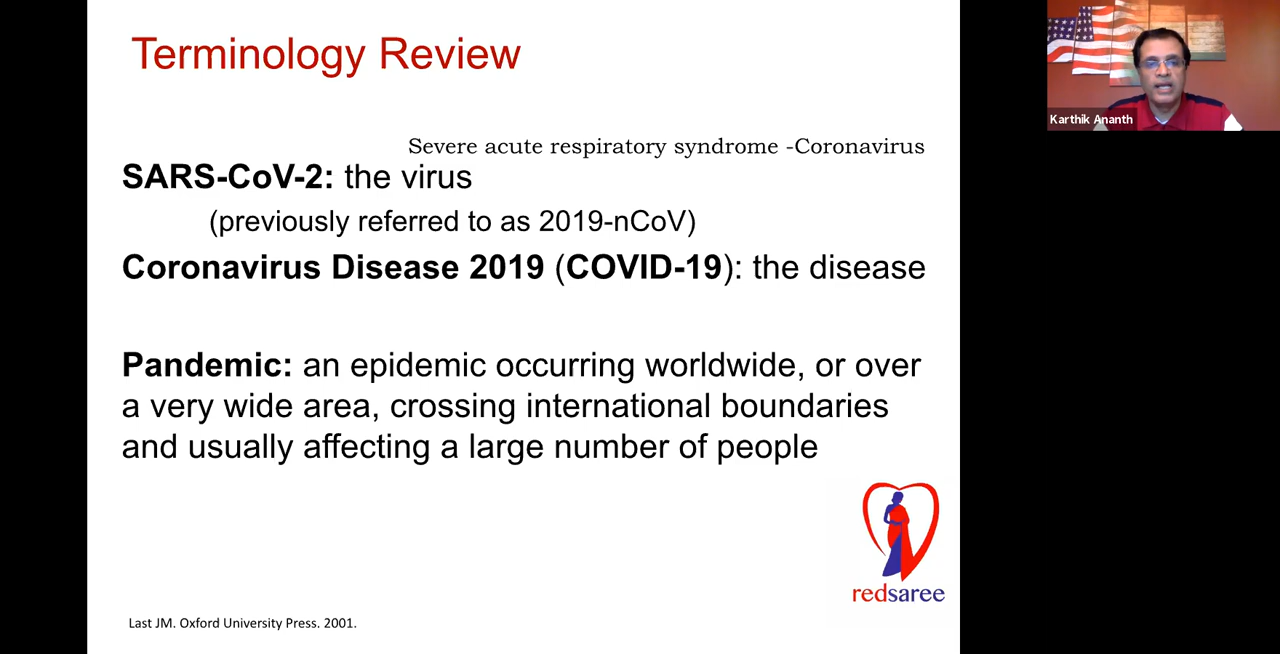 Terminology Review
Severe acute respiratory syndrome -Coronavirus
SARS-CoV-2: the virus
(previously referred to as 2019-nCoV)
Coronavirus Disease 2019 (COVID-19): the disease
Pandemic: an epidemic occurring worldwide, or over
a very wide area, crossing international boundaries
and usually affecting a large number of people
redsaree
Last JM. Oxford University Press. 2001.
Karthik Ananth